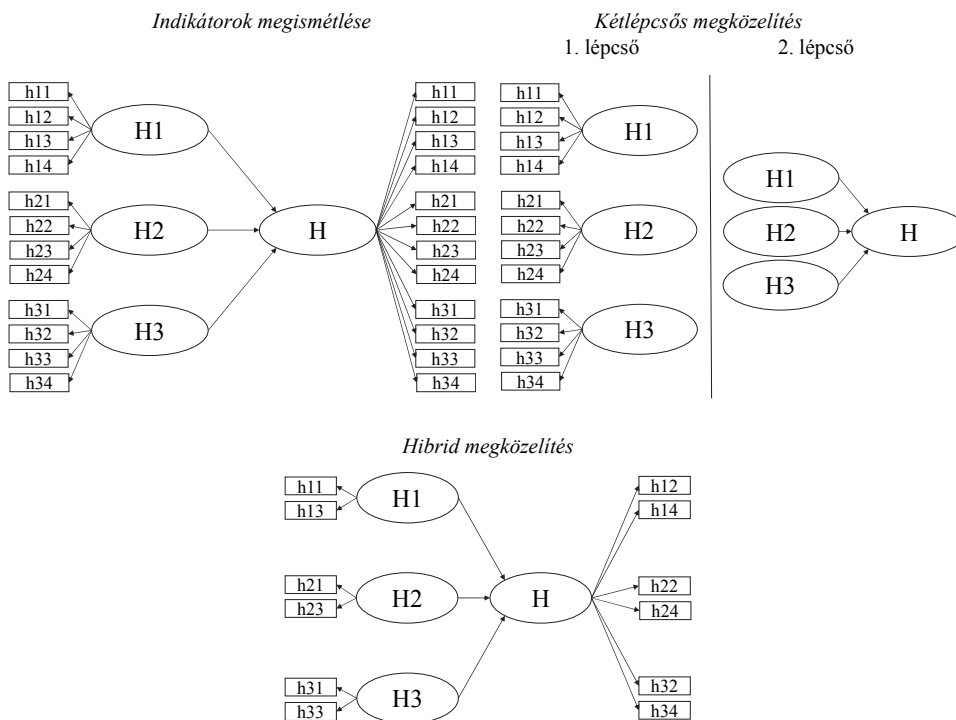 Indikátorok megismétlése
h11
h12
h13
h14
H1
h21
h22
h23
h24
H2
h31
h32
h33
h34
H3
H
h11
h12
h13
h14
h21
h22
h23
h24
h31
h32
h33
h34
Kétlépcsős megközelítés
1. lépcső
h11
h12
h13
h14
H1
h21
h22
h23
h24
H2
h31
h32
h33
h34
H3
2. lépcső
H1
H2
H3
H
Hibrid megközelítés
h11
h13
H1
h21
h23
H2
h31
h33
H3
H
h12
h14
h22
h24
h32
h34